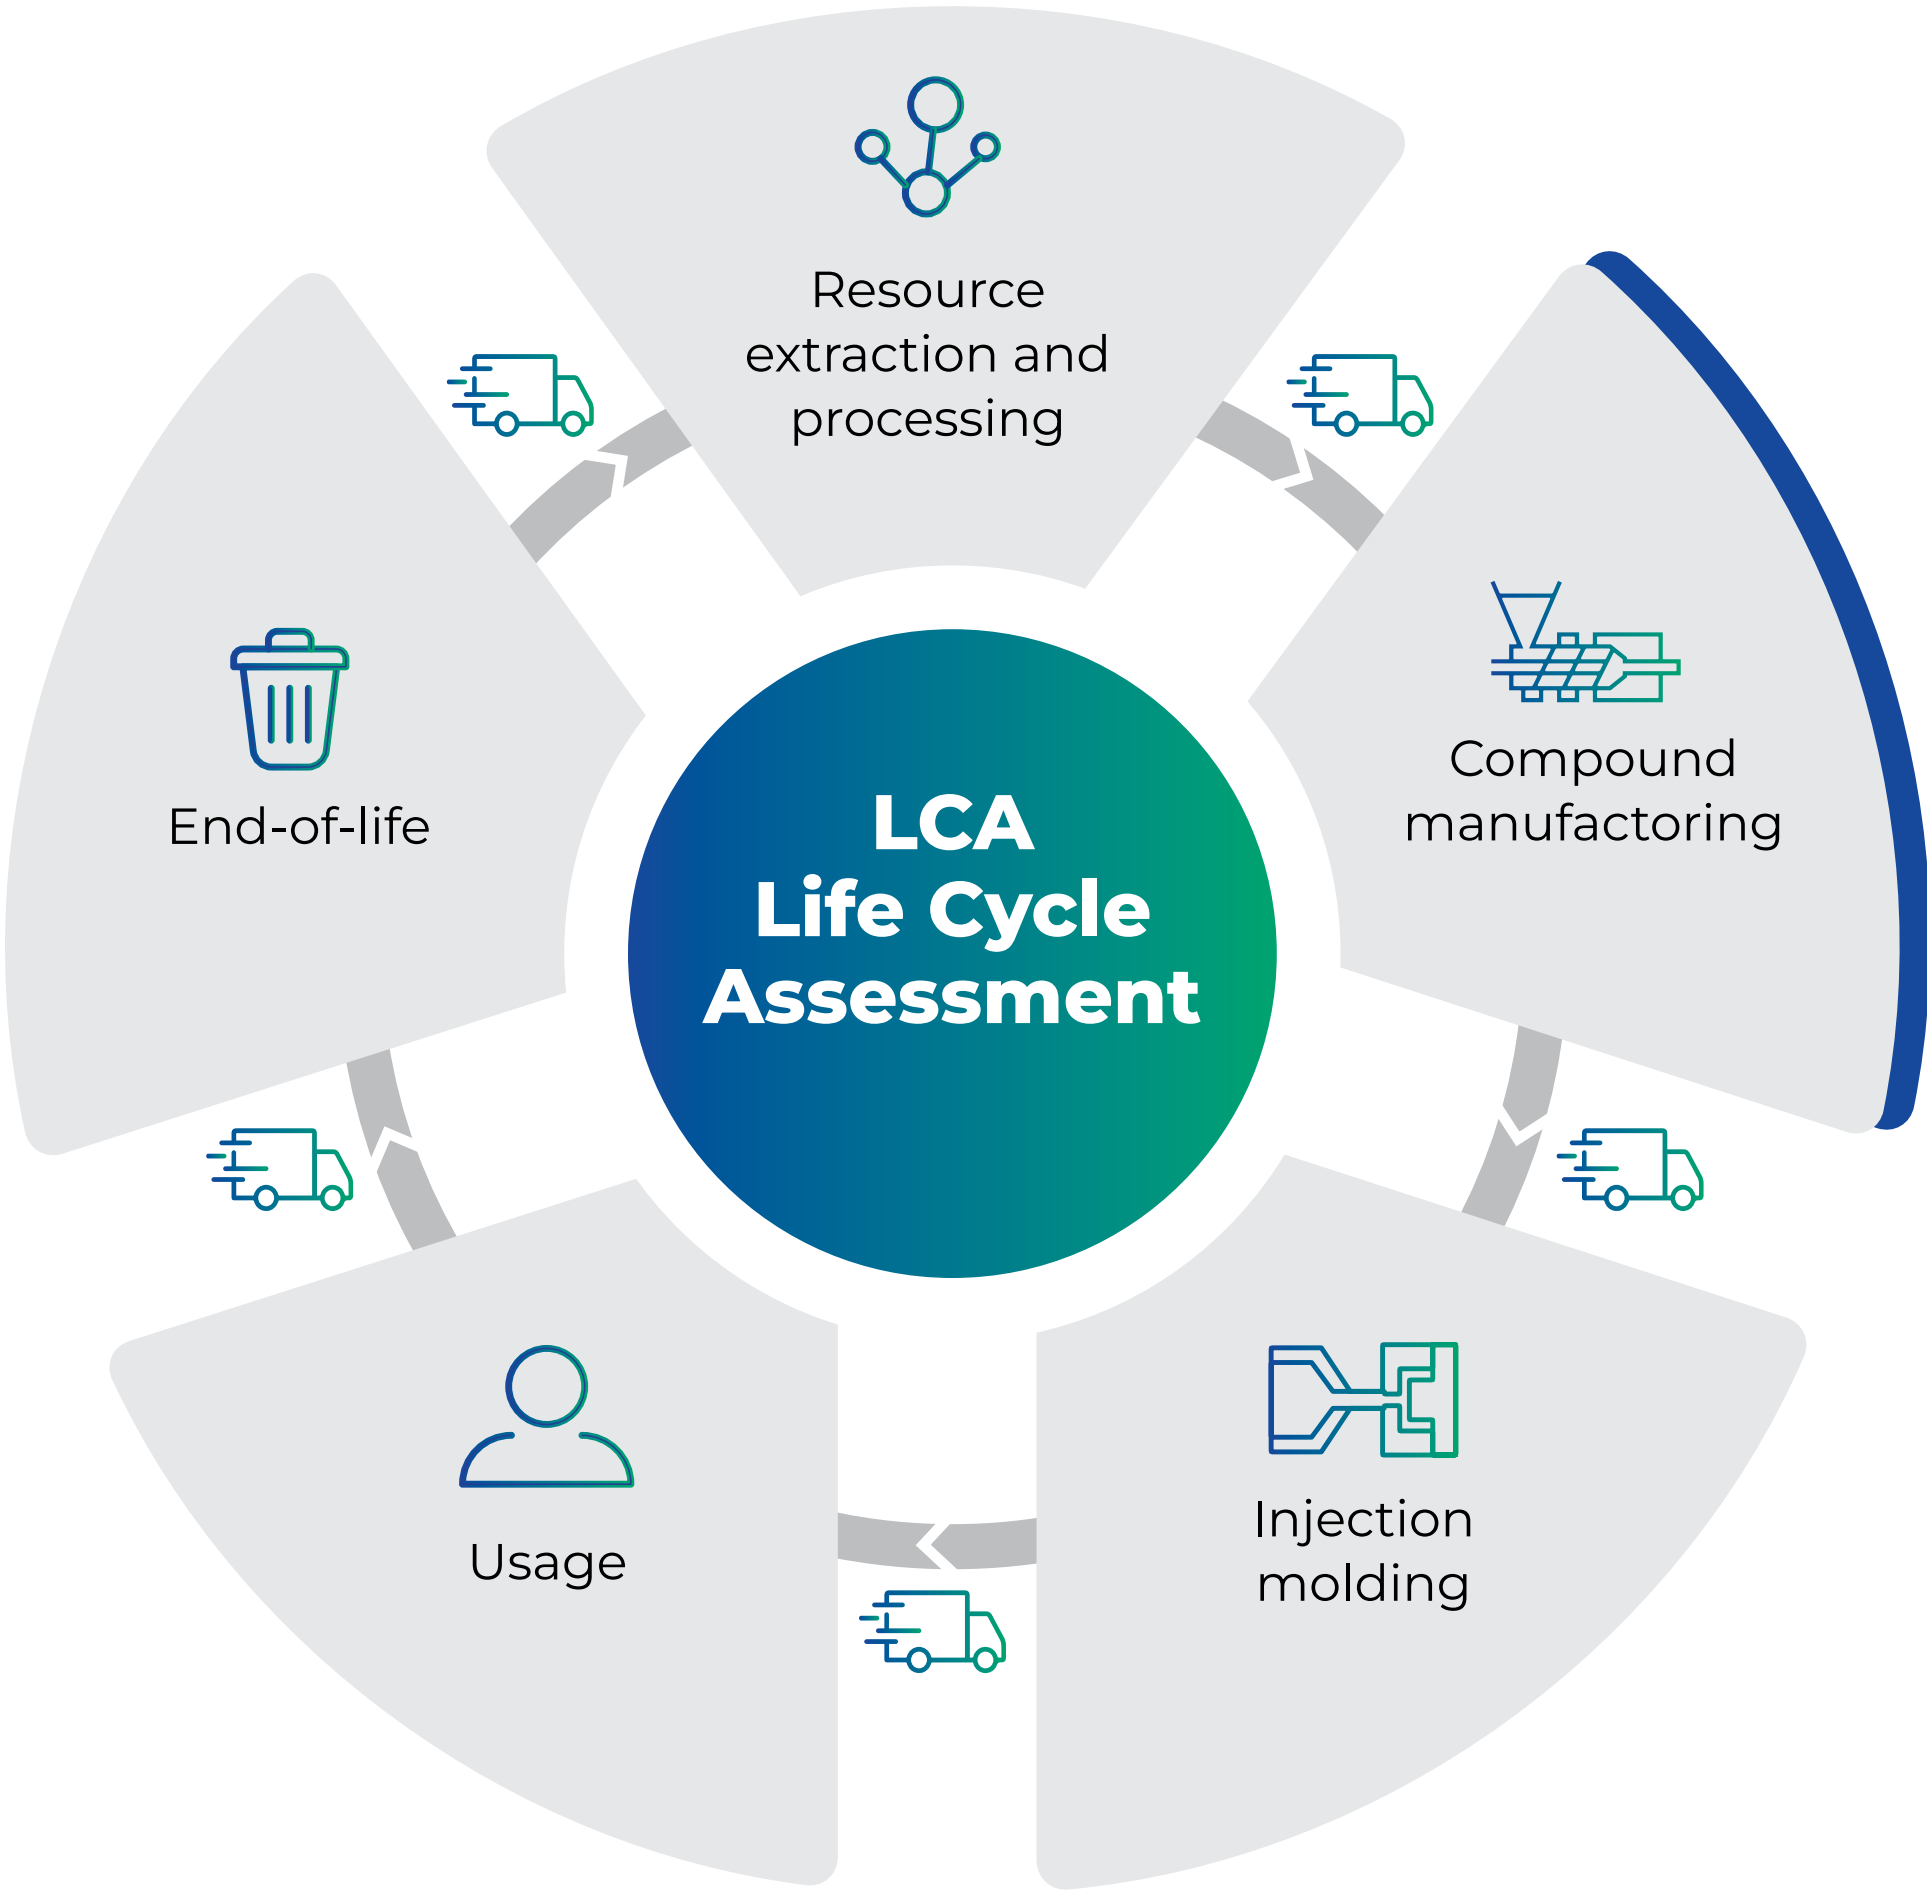 Resource
extraction and
processing
Compound
manufactoring
End-of-life
LCA
Life Cycle
Assessment
Injection
molding
Usage